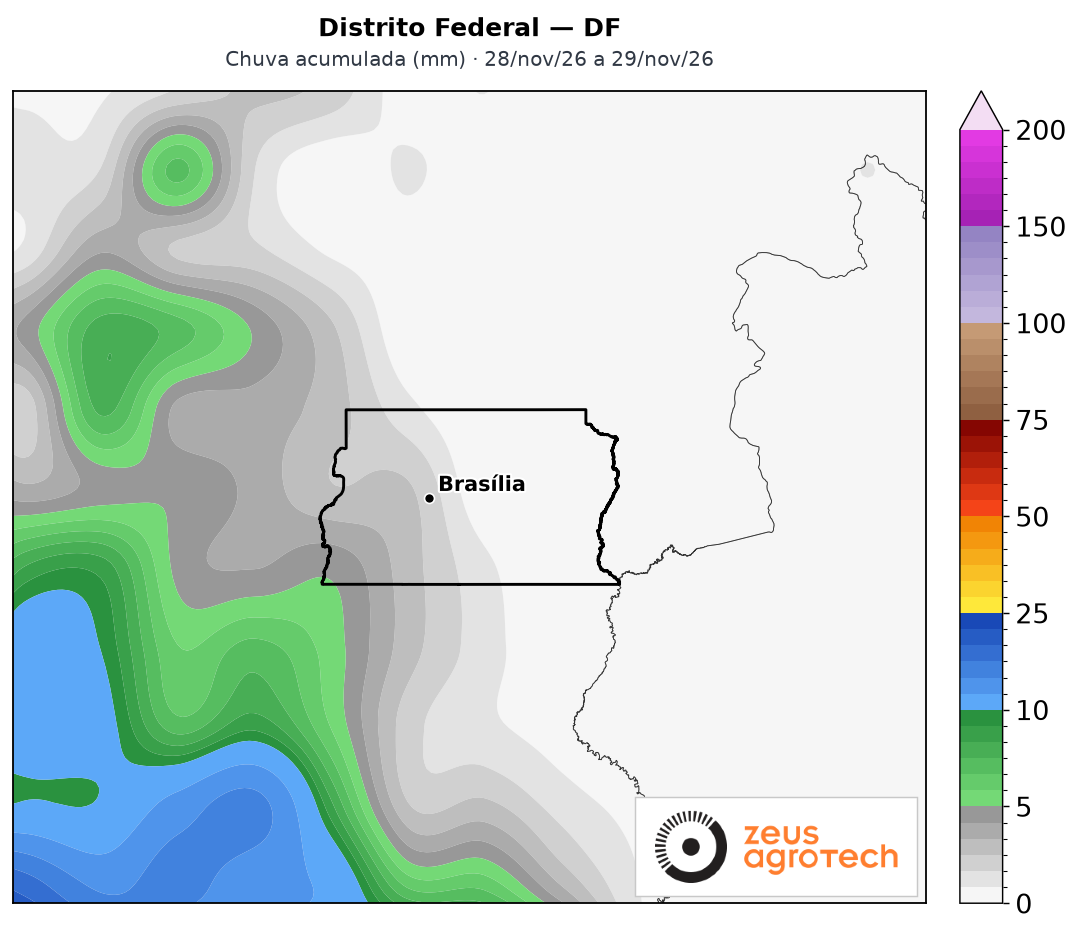 Distrito Federal — DF
Chuva acumulada (mm) · 28/nov/26 a 29/nov/26
Brasília
200
150
100
75
50
25
10
5
0
zeus
agrotech